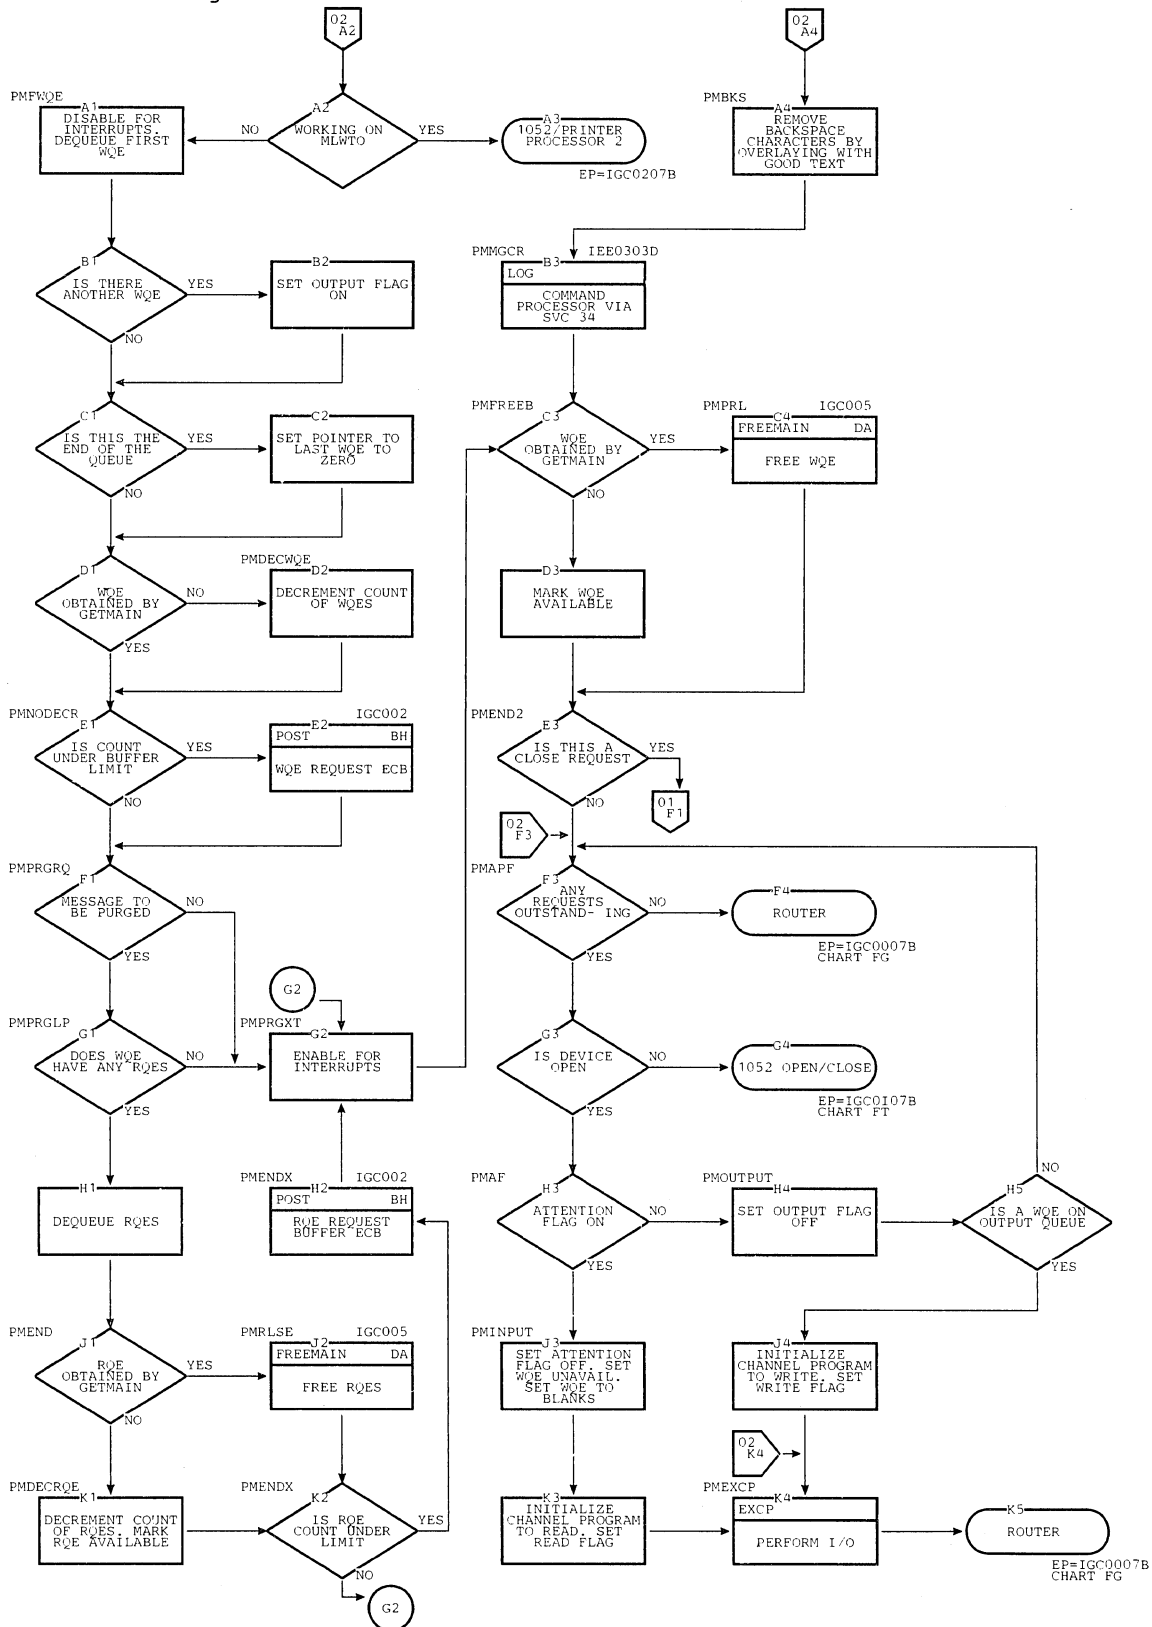 02
A2
02
A4
PMFWQE
A1
DISABLE FOR
INTERRUPTS.
DEQUEUE FIRST
WQE
NO
A2
WORKING ON
MLWTO
YES
A3
1052/PRINTER
PROCESSOR 2
EP=IGC0207B
PMBKS
A4
REMOVE
BACKSPACE
CHARACTERS BY
OVERLAYING WITH
GOOD TEXT
B1
IS THERE
ANOTHER WQE
YES
NO
B2
SET OUTPUT FLAG
ON
PMMGCR
IEE0303D
B3
LOG
COMMAND
PROCESSOR VIA
SVC 34
C1
IS THIS THE
END OF THE
QUEUE
YES
NO
C2
SET POINTER TO
LAST WQE TO
ZERO
PMFREEB
C3
WQE
OBTAINED BY
GETMAIN
YES
NO
PMPRL
IGC005
C4
FREEMAIN DA
FREE WQE
D1
WQE
OBTAINED BY
GETMAIN
NO
YES
PMDECWQE
D2
DECREMENT COUNT
OF WQES
D3
MARK WQE
AVAILABLE
PMNODECR
E1
IS COUNT
UNDER BUFFER
LIMIT
YES
NO
IGC002
E2
POST BH
WQE REQUEST ECB
PMEND2
E3
IS THIS A
CLOSE REQUEST
YES
NO
01
F1
02
F3
PMPRGRQ
F1
MESSAGE TO
BE PURGED
NO
YES
PMAPF
F3
ANY
REQUESTS
OUTSTAND- ING
NO
YES
F4
ROUTER
EP=IGC0007B
CHART FG
G2
PMPRGLP
G1
DOES WQE
HAVE ANY RQES
NO
YES
PMPRGXT
G2
ENABLE FOR
INTERRUPTS
G3
IS DEVICE
OPEN
NO
YES
G4
1052 OPEN/CLOSE
EP=IGC0I07B
CHART FT
H1
DEQUEUE RQES
PMENDX
IGC002
H2
POST BH
RQE REQUEST
BUFFER ECB
PMAF
H3
ATTENTION
FLAG ON
NO
YES
PMOUTPUT
H4
SET OUTPUT FLAG
OFF
NO
H5
IS A WQE ON
OUTPUT QUEUE
YES
PMEND
J1
RQE
OBTAINED BY
GETMAIN
YES
NO
PMRLSE
IGC005
J2
FREEMAIN DA
FREE RQES
PMINPUT
J3
SET ATTENTION
FLAG OFF. SET
WQE UNAVAIL.
SET WQE TO
BLANKS
J4
INITIALIZE
CHANNEL PROGRAM
TO WRITE. SET
WRITE FLAG
02
K4
PMDECRQE
K1
DECREMENT COUNT
OF RQES. MARK
RQE AVAILABLE
PMENDX
K2
IS RQE
COUNT UNDER
LIMIT
YES
NO
G2
K3
INITIALIZE
CHANNEL PROGRAM
TO READ. SET
READ FLAG
PMEXCP
K4
EXCP
PERFORM I/O
K5
ROUTER
EP=IGC0007B
CHART FG